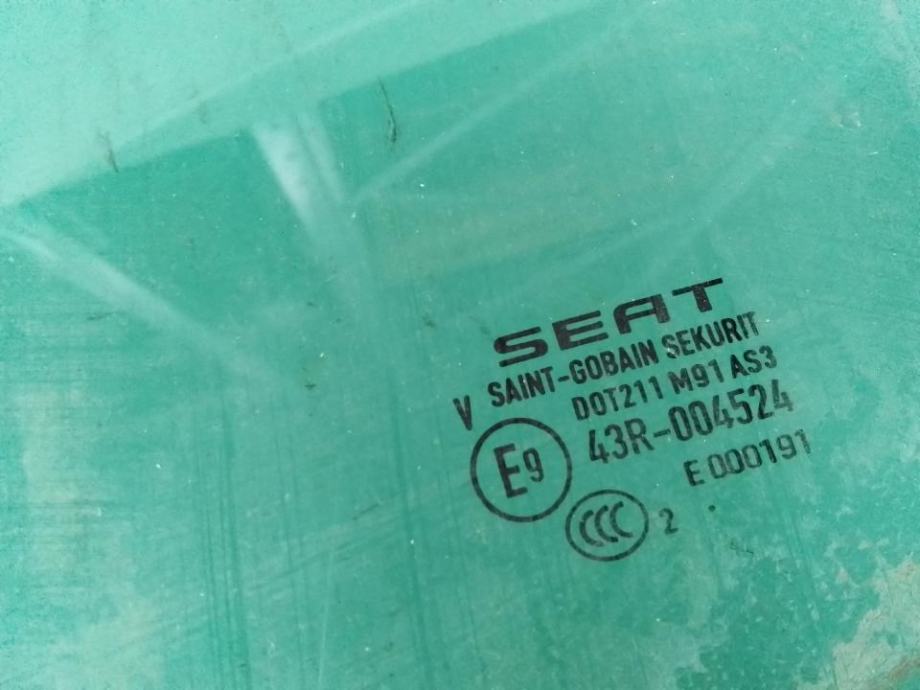 SEAT
SAINT-GOBAIN SEKURIT
V DOT211 M91 AS3
E9 43R-004524
E 000191
CCC 2 .